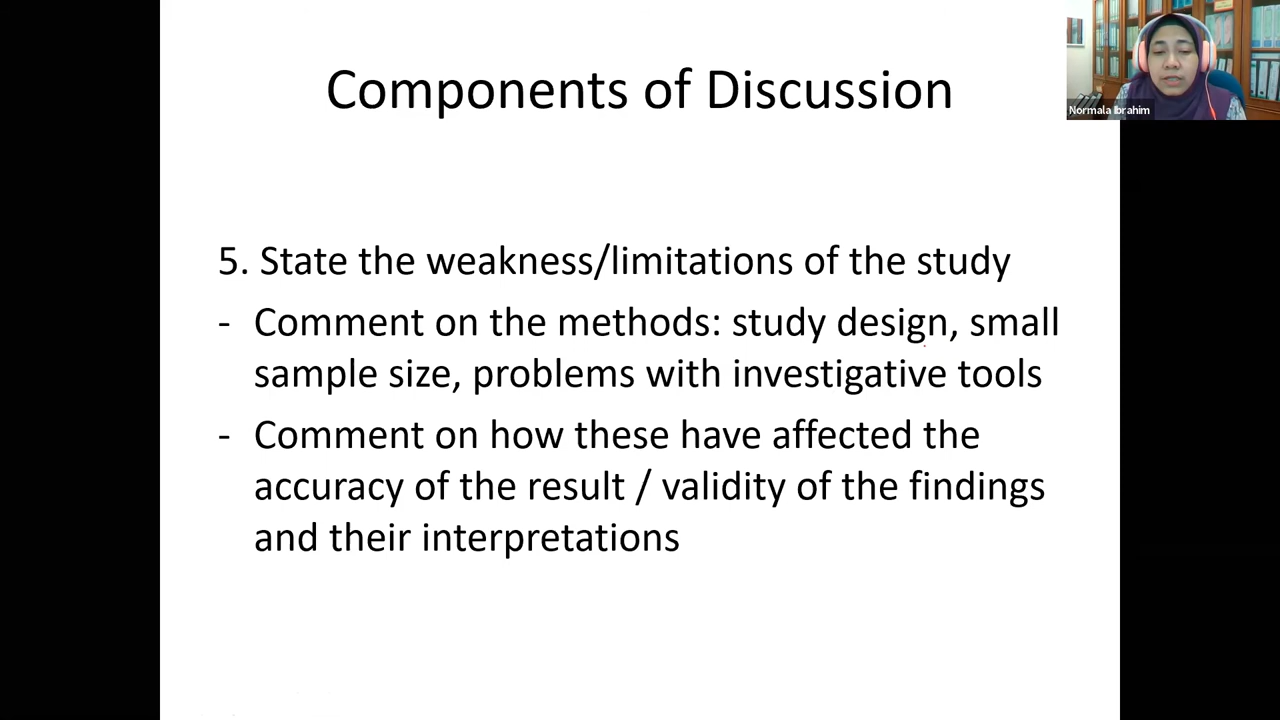 Components of Discussion
Normala Ibrahim
5. State the weakness/limitations of the study
- Comment on the methods: study design, small
sample size, problems with investigative tools
- Comment on how these have affected the
accuracy of the result / validity of the findings
and their interpretations